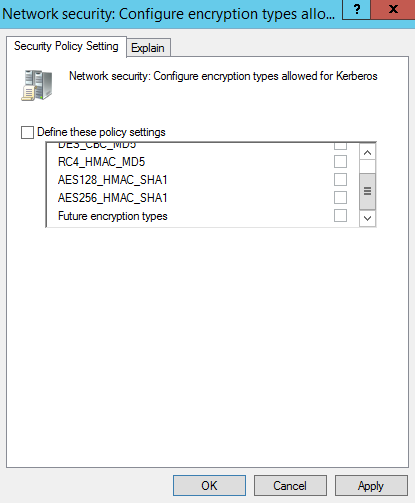 Network security: Configure encryption types allo...
? x
Security Policy Setting
Explain
Network security: Configure encryption types allowed for Kerberos
Define these policy settings
DES_CBC_MD5
RC4_HMAC_MD5
AES128_HMAC_SHA1
AES256_HMAC_SHA1
Future encryption types
OK
Cancel
Apply